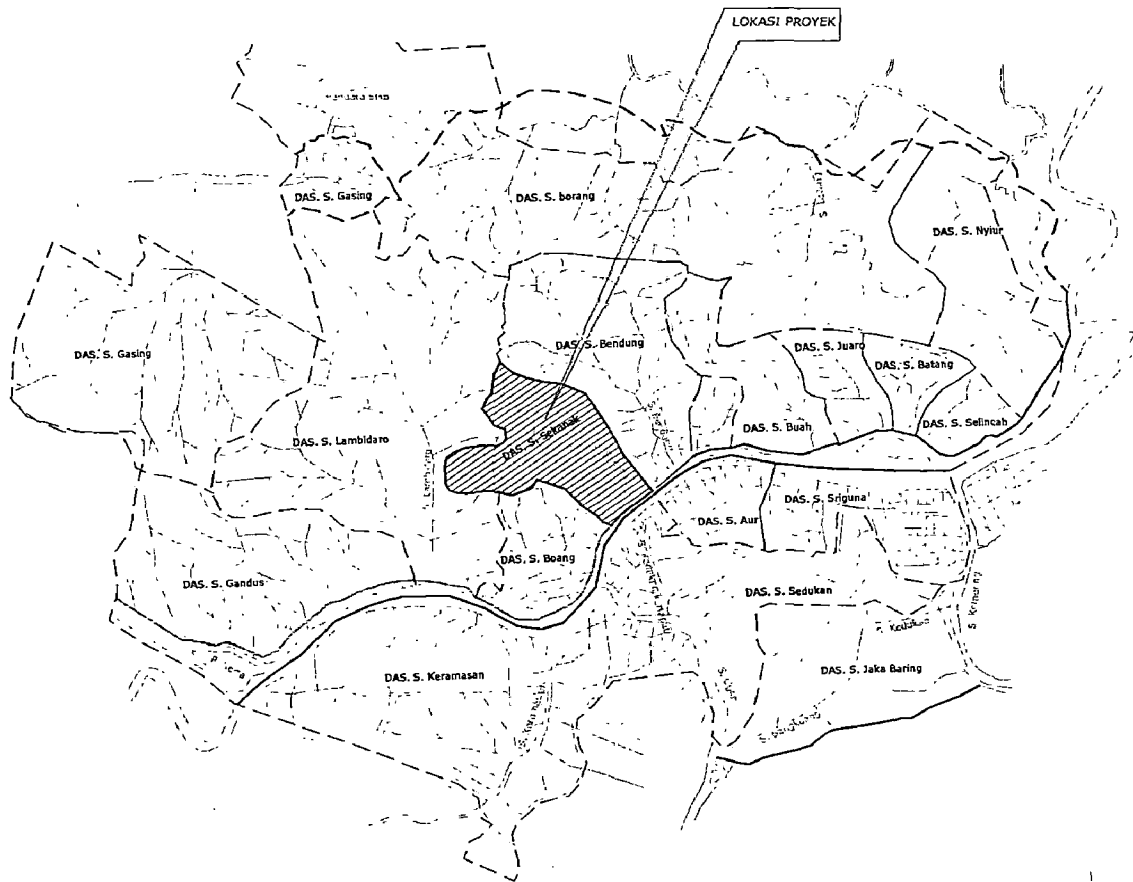 LOKASI PROYEK
DAS. S. Gasing
DAS. S. borang
DAS. S. Nyiur
DAS. S. Gasing
DAS. S. Bendung
DAS. S. Juaro
DAS. S. Batang
DAS. S. Lambidaro
DAS. S. Sekanak
DAS. S. Buah
DAS. S. Selincah
DAS. S. Aur
DAS. S. Sriguna
DAS. S. Boang
DAS. S. Gandus
DAS. S. Sedukan
DAS. S. Keramasan
DAS. S. Jaka Baring